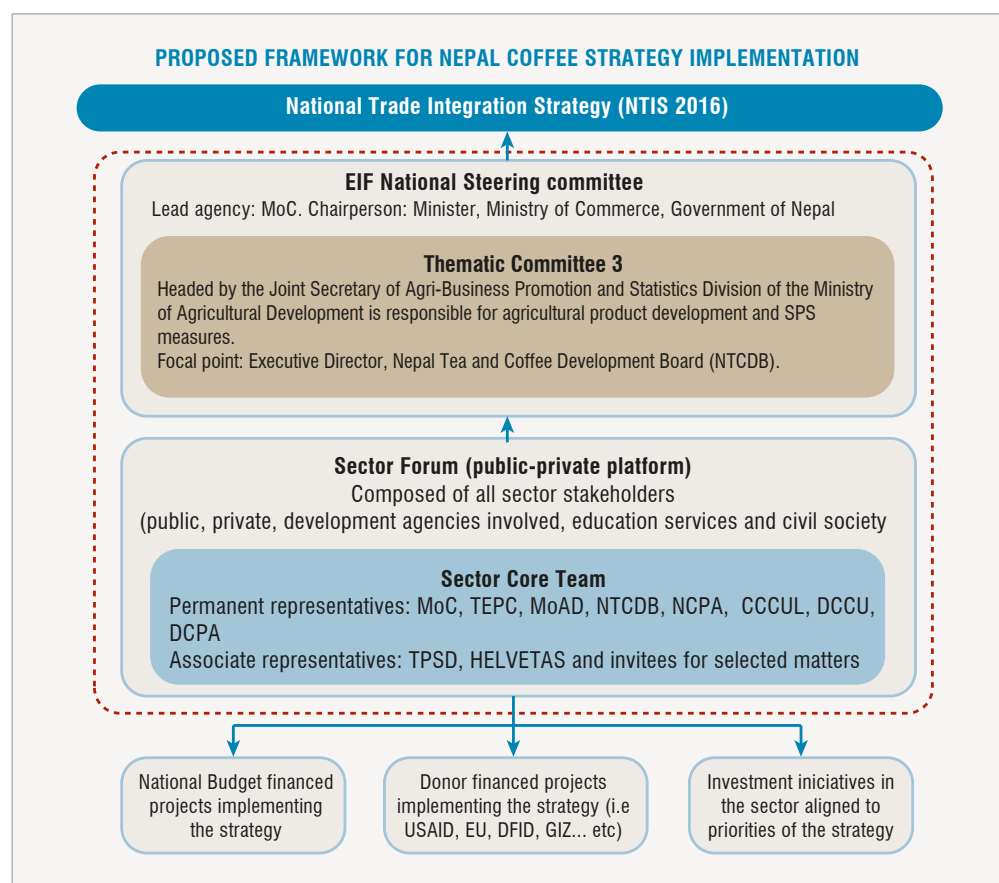 PROPOSED FRAMEWORK FOR NEPAL COFFEE STRATEGY IMPLEMENTATION
National Trade Integration Strategy (NTIS 2016)
EIF National Steering committee
Lead agency: MoC. Chairperson: Minister, Ministry of Commerce, Government of Nepal
Thematic Committee 3
Headed by the Joint Secretary of Agri-Business Promotion and Statistics Division of the Ministry
of Agricultural Development is responsible for agricultural product development and SPS
measures.
Focal point: Executive Director, Nepal Tea and Coffee Development Board (NTCDB).
Sector Forum (public-private platform)
Composed of all sector stakeholders
(public, private, development agencies involved, education services and civil society
Sector Core Team
Permanent representatives: MoC, TEPC, MoAD, NTCDB, NCPA, CCCUL, DCCU,
DCPA
Associate representatives: TPSD, HELVETAS and invitees for selected matters
National Budget financed
projects implementing
the strategy
Donor financed projects
implementing the strategy (i.e
USAID, EU, DFID, GIZ... etc)
Investment iniciatives in
the sector aligned to
priorities of the strategy